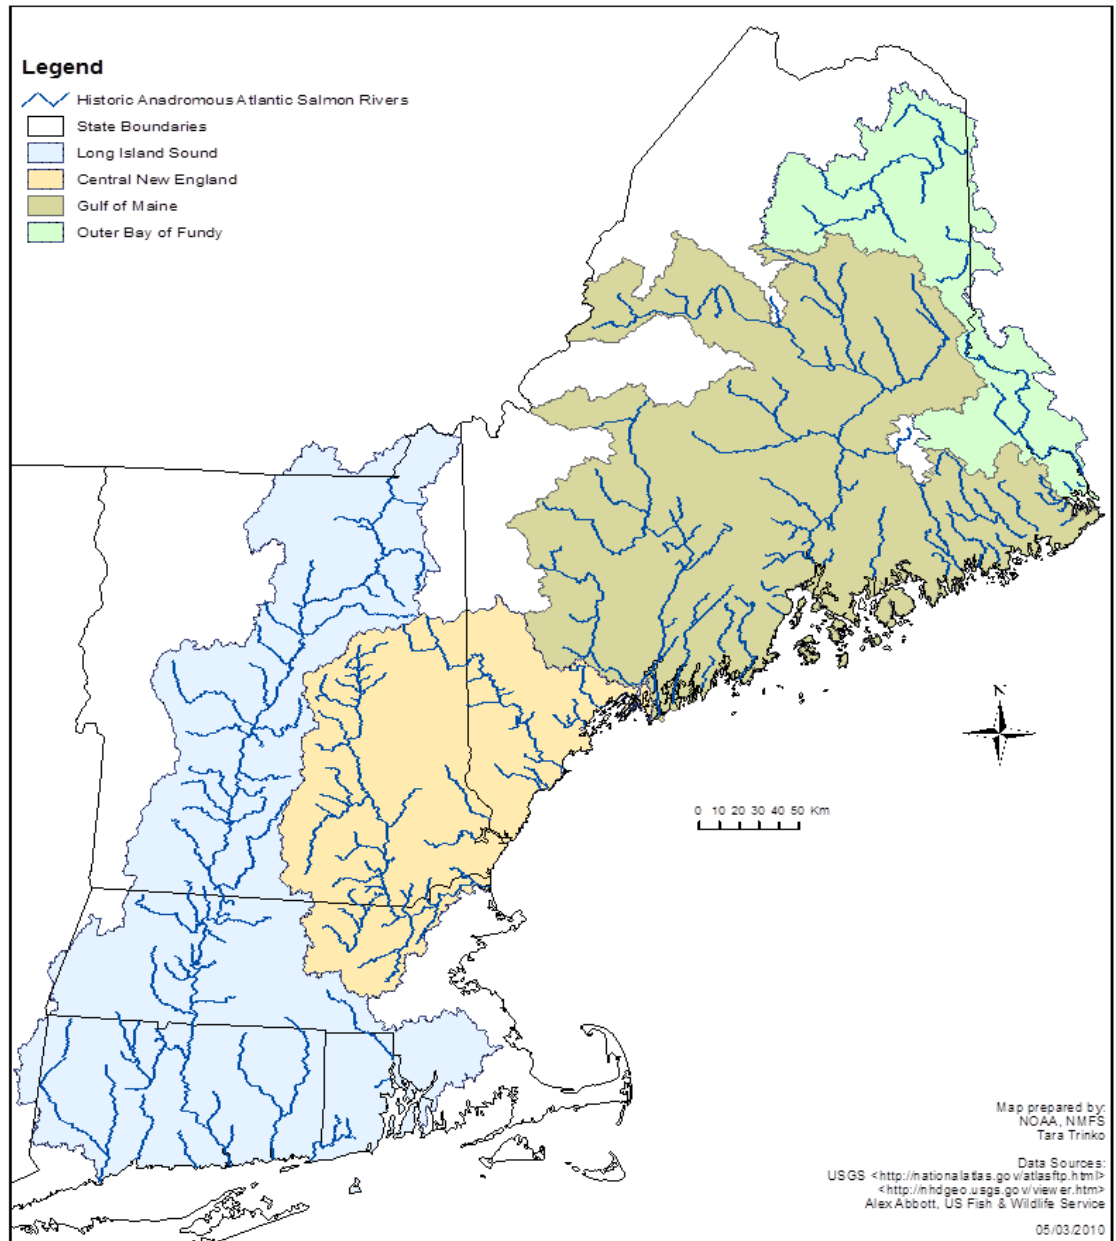 Legend
Historic Anadromous Atlantic Salmon Rivers
State Boundaries
Long Island Sound
Central New England
Gulf of Maine
Outer Bay of Fundy
N
0 10 20 30 40 50 Km
Map prepared by:
NOAA, NMFS
Tara Trinko
Data Sources:
USGS <http://nationalatlas.gov/atlasftp.html>
<http://nhdgeo.usgs.gov/viewer.htm>
Alex Abbott, US Fish & Wildlife Service
05/03/2010